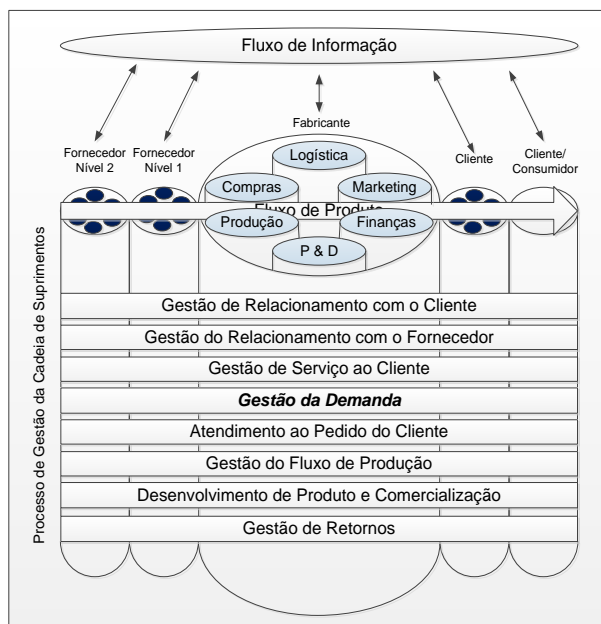 Fluxo de Informação
Fabricante
Fornecedor
Nível 2
Fornecedor
Nível 1
Cliente
Cliente/
Consumidor
Logística
Compras
Marketing
Fluxo de Produto
Produção
Finanças
P & D
Processo de Gestão da Cadeia de Suprimentos
Gestão de Relacionamento com o Cliente
Gestão do Relacionamento com o Fornecedor
Gestão de Serviço ao Cliente
Gestão da Demanda
Atendimento ao Pedido do Cliente
Gestão do Fluxo de Produção
Desenvolvimento de Produto e Comercialização
Gestão de Retornos